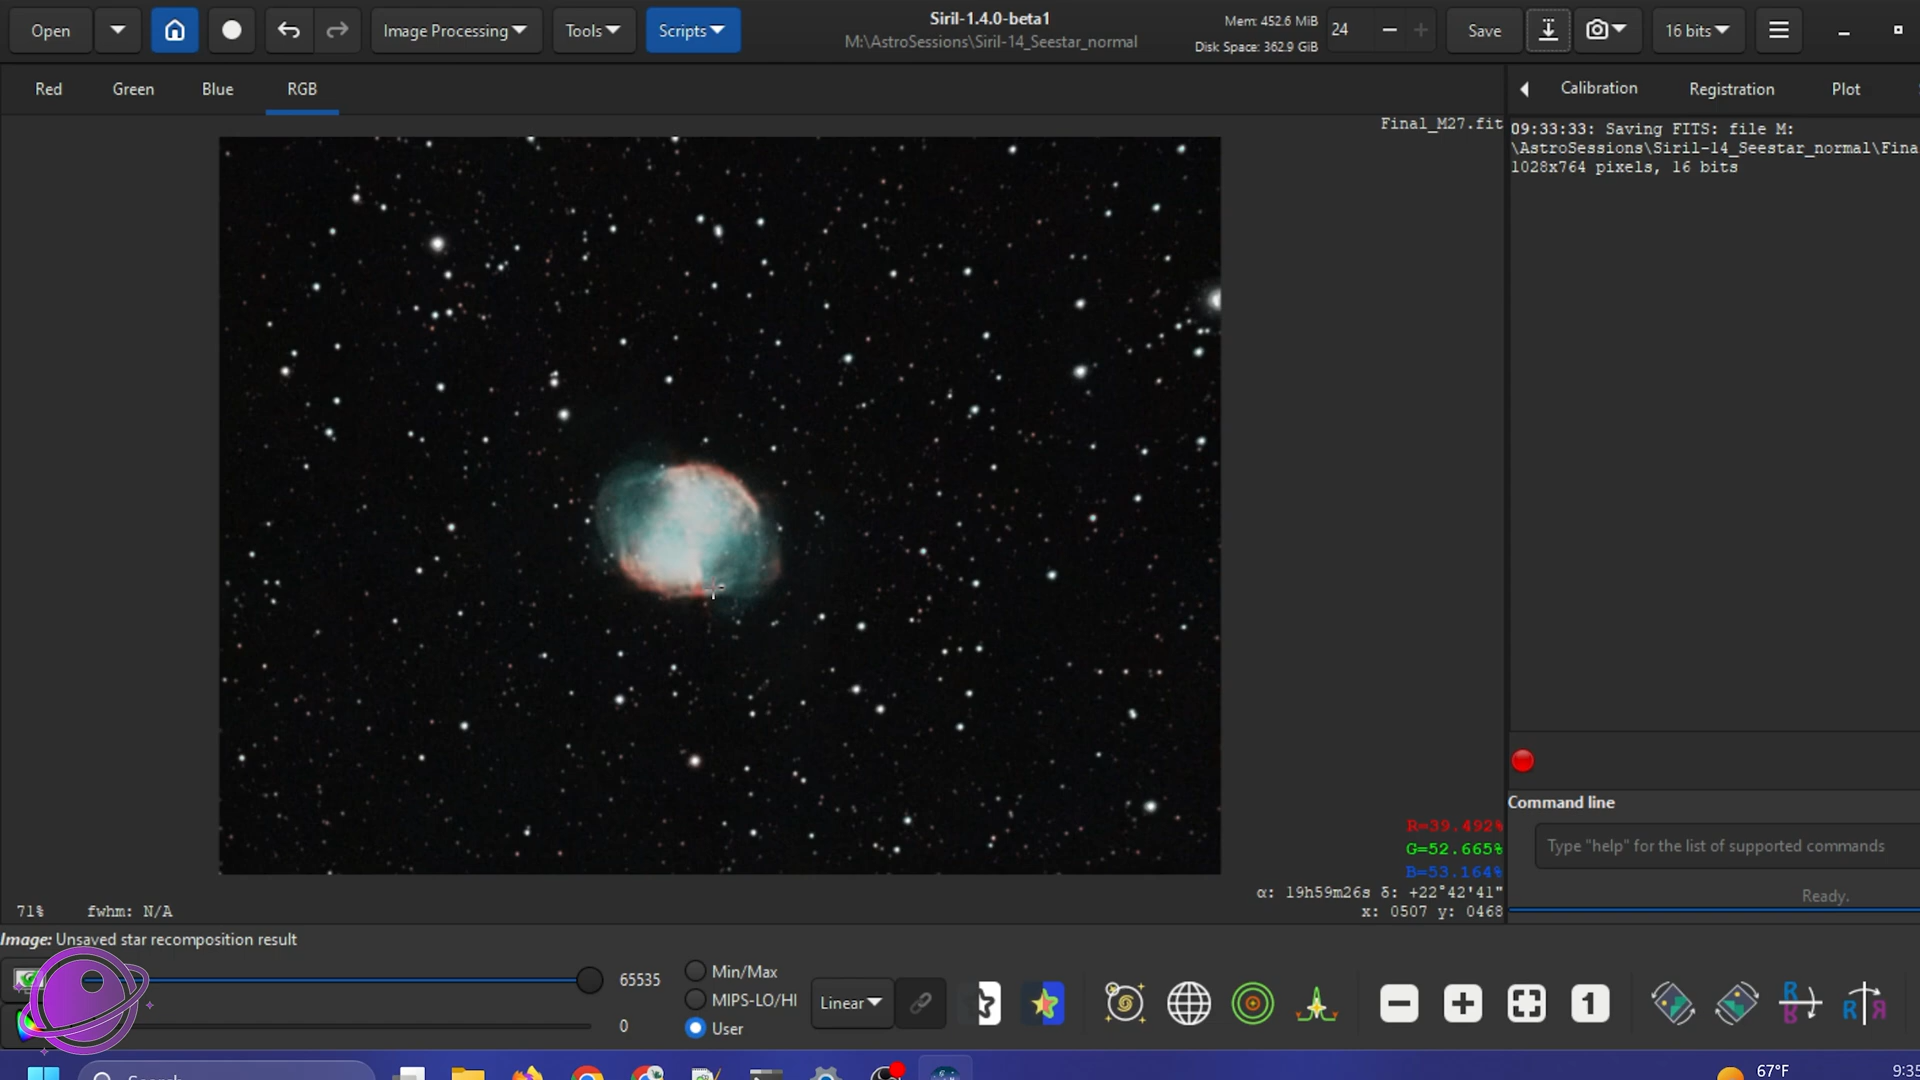 Open
Image Processing
Tools
Scripts
Siril-1.4.0-beta1
M:\AstroSessions\Siril-14_Seestar_normal
Mem: 452.6 MiB
Disk Space: 362.9 GiB
24
Save
16 bits
Red
Green
Blue
RGB
Calibration
Registration
Plot
Final_M27.fit
09:33:33: Saving FITS: file M:
\AstroSessions\Siril-14_Seestar_normal\Fina
1028x764 pixels, 16 bits
Command line
Type "help" for the list of supported commands
Ready.
R=39.492%
G=52.665%
B=53.164%
α: 19h59m26s δ: +22°42'41"
x: 0507 y: 0468
71%
fwhm: N/A
Image: Unsaved star recomposition result
65535
0
Min/Max
MIPS-LO/HI
User
Linear
1
R
R
R
R
67°F
9:35